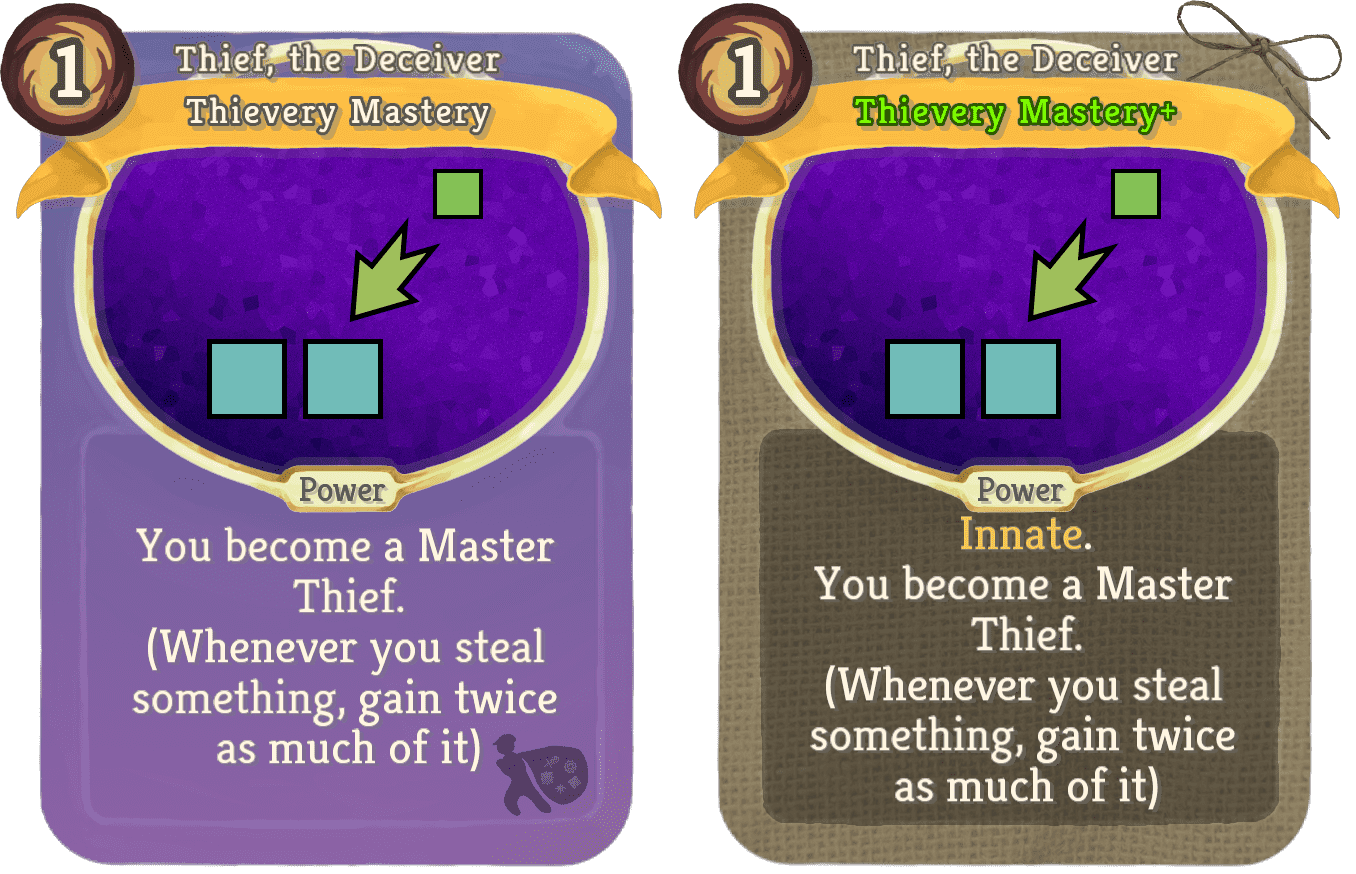 1
Thief, the Deceiver
Thievery Mastery
Power
You become a Master
Thief.
(Whenever you steal
something, gain twice
as much of it)
1
Thief, the Deceiver
Thievery Mastery+
Power
Innate.
You become a Master
Thief.
(Whenever you steal
something, gain twice
as much of it)